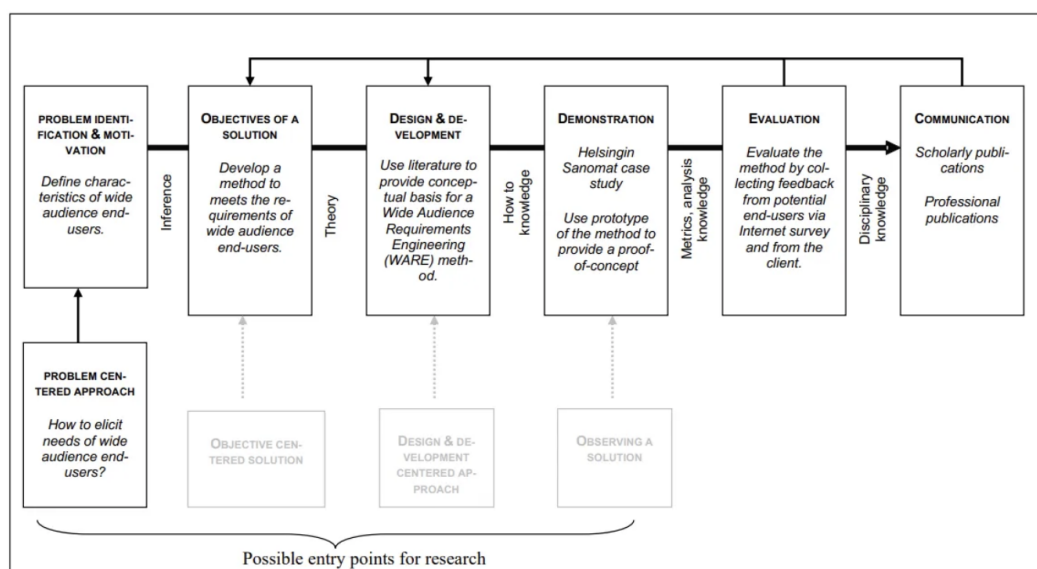 PROBLEM IDENTI-
FICATION & MOTI-
VATION
Define charac-
teristics of wide
audience end-
users.
Inference
OBJECTIVES OF A
SOLUTION
Develop a
method to
meets the re-
quirements of
wide audience
end-users.
Theory
DESIGN & DE-
VELOPMENT
Use literature to
provide concep-
tual basis for a
Wide Audience
Requirements
Engineering
(WARE) meth-
od.
How to
knowledge
DEMONSTRATION
Helsingin
Sanomat case
study
Use prototype
of the method to
provide a proof-
of-concept
Metrics, analysis
knowledge
EVALUATION
Evaluate the
method by col-
lecting feedback
from potential
end-users via
Internet survey
and from the
client.
Disciplinary
knowledge
COMMUNICATION
Scholarly publi-
cations
Professional
publications
PROBLEM CEN-
TERED APPROACH
How to elicit
needs of wide
audience end-
users?
OBJECTIVE CEN-
TERED SOLUTION
DESIGN & DE-
VELOPMENT
CENTERED AP-
PROACH
OBSERVING A
SOLUTION
Possible entry points for research